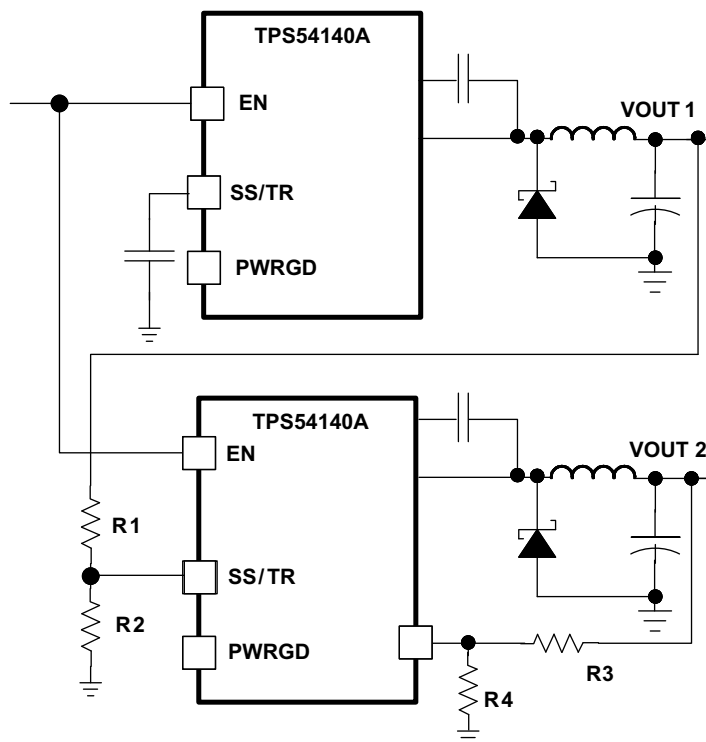 TPS54140A
EN
VOUT 1
SS/TR
PWRGD
TPS54140A
EN
VOUT 2
R1
SS/TR
R2
PWRGD
R3
R4